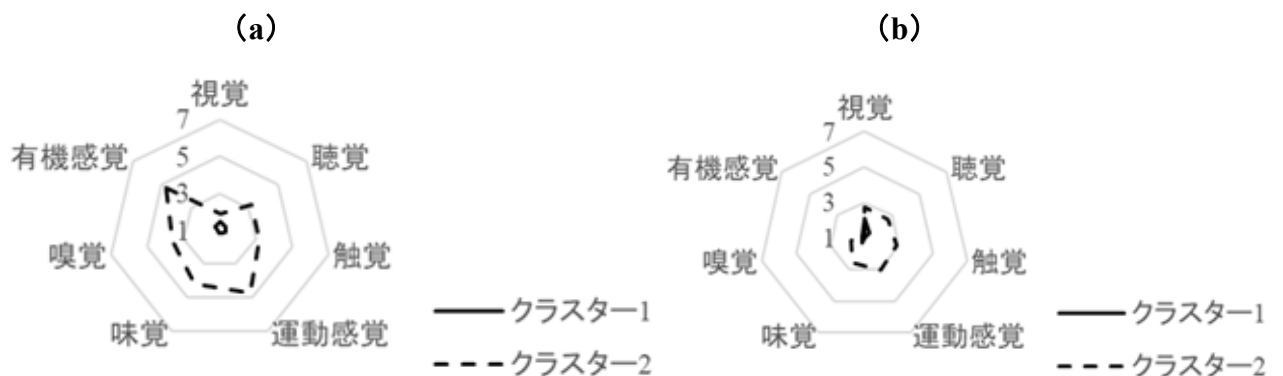 （a）
視覚
聴覚
触覚
運動感覚
味覚
嗅覚
有機感覚
7
5
3
1
クラスター1
クラスター2
（b）
視覚
聴覚
触覚
運動感覚
味覚
嗅覚
有機感覚
7
5
3
1
クラスター1
クラスター2